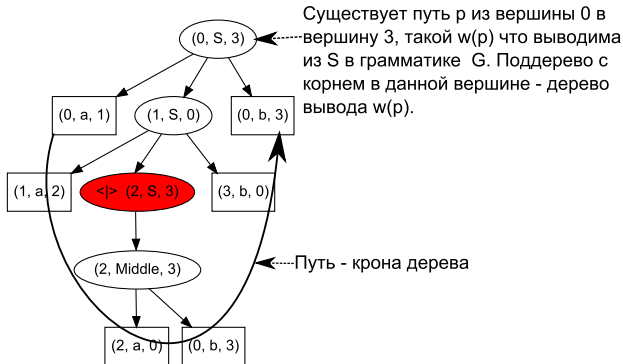 Существует путь p из вершины 0 в
вершину 3, такой w(p) что выводима
из S в грамматике G. Поддерево с
корнем в данной вершине - дерево
вывода w(p).
(0, S, 3)
(0, a, 1)
(1, S, 0)
(0, b, 3)
(1, a, 2)
<|> (2, S, 3)
(3, b, 0)
(2, Middle, 3)
Путь - крона дерева
(2, a, 0)
(0, b, 3)